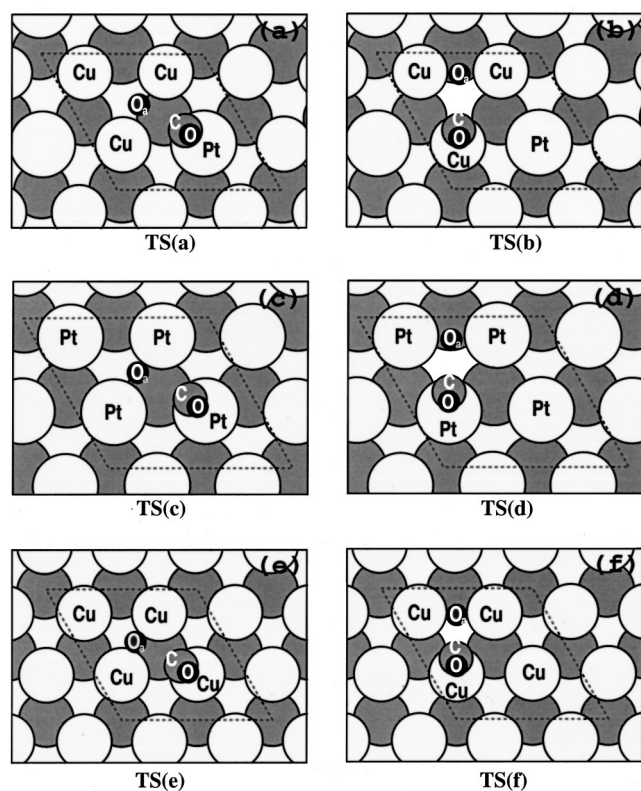 (a)
Cu
Cu
Oa
C
O
Cu
Pt
TS(a)
(b)
Cu
Oa
Cu
C
O
Cu
Pt
TS(b)
(c)
Pt
Pt
Oa
C
O
Pt
Pt
TS(c)
(d)
Pt
Oa
Pt
C
O
Pt
Pt
TS(d)
(e)
Cu
Cu
Oa
C
O
Cu
Cu
TS(e)
(f)
Cu
Oa
Cu
C
O
Cu
Cu
TS(f)